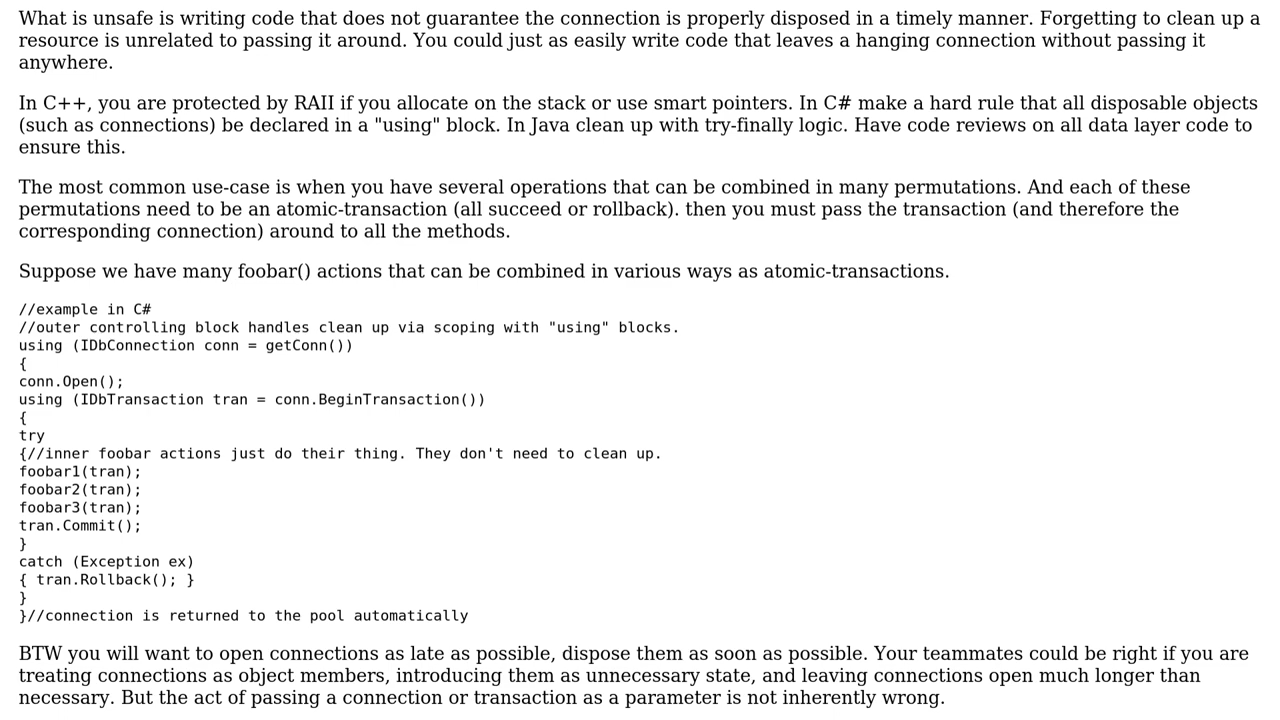 What is unsafe is writing code that does not guarantee the connection is properly disposed in a timely manner. Forgetting to clean up a
resource is unrelated to passing it around. You could just as easily write code that leaves a hanging connection without passing it
anywhere.
In C++, you are protected by RAII if you allocate on the stack or use smart pointers. In C# make a hard rule that all disposable objects
(such as connections) be declared in a "using" block. In Java clean up with try-finally logic. Have code reviews on all data layer code to
ensure this.
The most common use-case is when you have several operations that can be combined in many permutations. And each of these
permutations need to be an atomic-transaction (all succeed or rollback). then you must pass the transaction (and therefore the
corresponding connection) around to all the methods.
Suppose we have many foobar() actions that can be combined in various ways as atomic-transactions.
//example in C#
//outer controlling block handles clean up via scoping with "using" blocks.
using (IDbConnection conn = getConn())
{
conn.Open();
using (IDbTransaction tran = conn.BeginTransaction())
{
try
{//inner foobar actions just do their thing. They don't need to clean up.
foobar1(tran);
foobar2(tran);
foobar3(tran);
tran.Commit();
}
catch (Exception ex)
{ tran.Rollback(); }
}
}//connection is returned to the pool automatically
BTW you will want to open connections as late as possible, dispose them as soon as possible. Your teammates could be right if you are
treating connections as object members, introducing them as unnecessary state, and leaving connections open much longer than
necessary. But the act of passing a connection or transaction as a parameter is not inherently wrong.